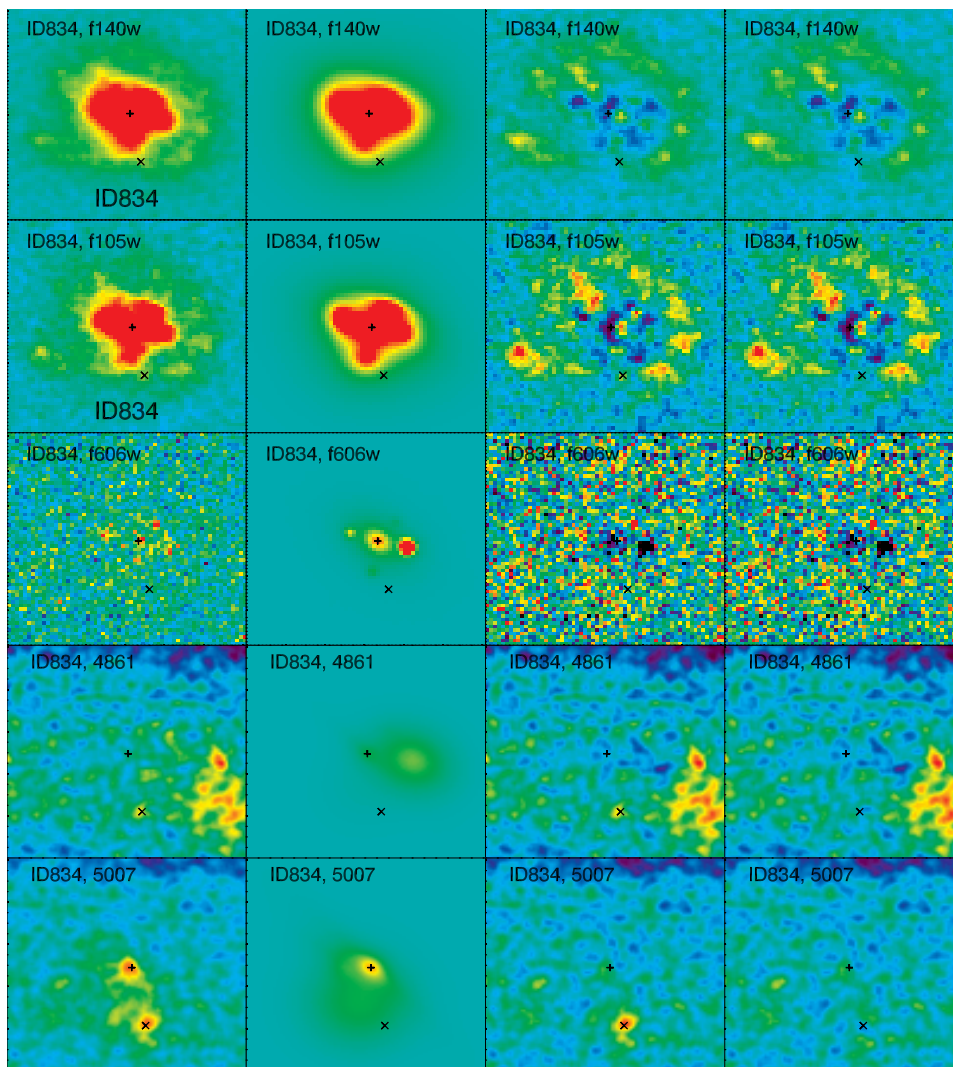 ID834, f140w ID834, f140w ID834, f140w ID834, f140w
ID834
ID834, f105w ID834, f105w ID834, f105w ID834, f105w
ID834
ID834, f606w ID834, f606w ID834, f606w ID834, f606w
ID834, 4861 ID834, 4861 ID834, 4861 ID834, 4861
ID834, 5007 ID834, 5007 ID834, 5007 ID834, 5007